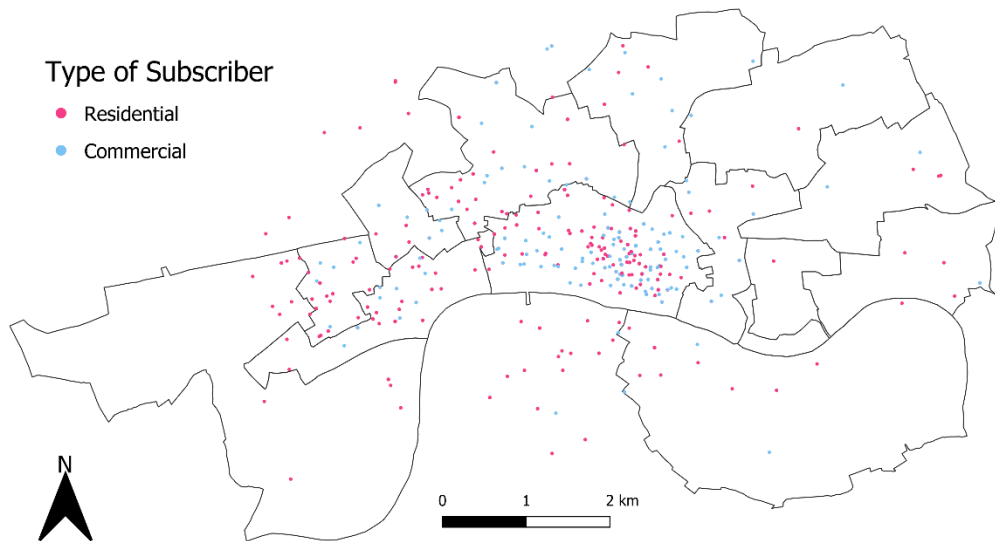 Type of Subscriber
Residential
Commercial
N
0 1 2 km